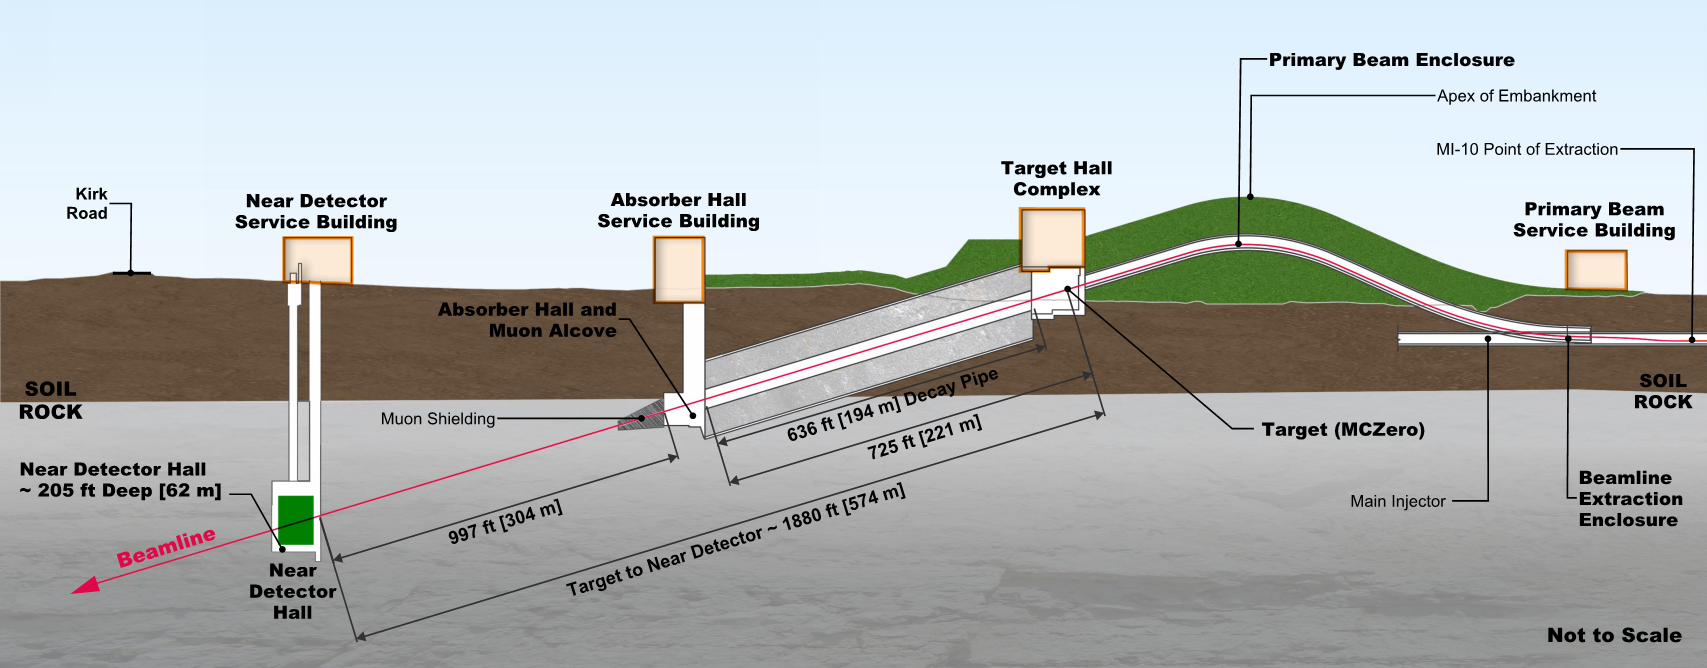 Primary Beam Enclosure
Apex of Embankment
MI-10 Point of Extraction
Target Hall
Complex
Kirk
Road
Near Detector
Service Building
Absorber Hall
Service Building
Primary Beam
Service Building
Absorber Hall and
Muon Alcove
SOIL
ROCK
SOIL
ROCK
Muon Shielding
636 ft [194 m] Decay Pipe
725 ft [221 m]
Target (MCZero)
Near Detector Hall
~ 205 ft Deep [62 m]
997 ft [304 m]
Target to Near Detector ~ 1880 ft [574 m]
Main Injector
Beamline
Extraction
Enclosure
Beamline
Near
Detector
Hall
Not to Scale